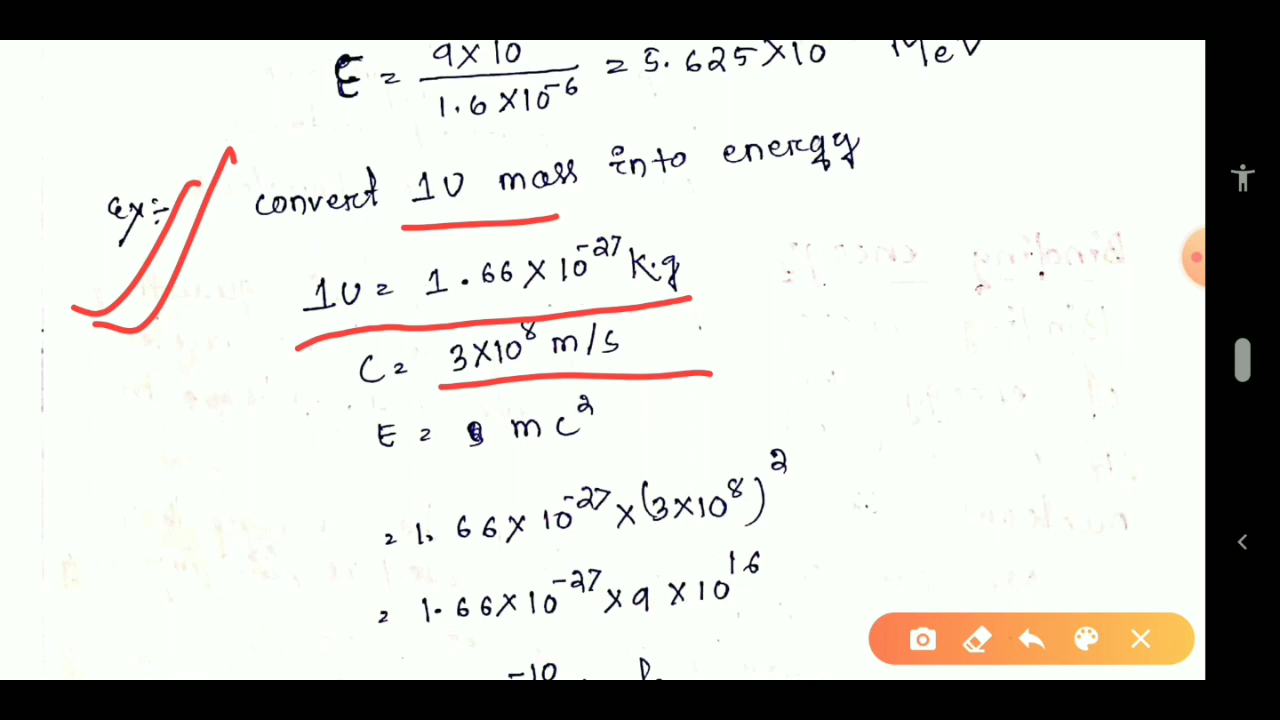 E = 9×10 / 1.6×10⁻⁶ = 5.625×10 MeV
Ex:- convert 1U mass into energy
1U = 1.66×10⁻²⁷ k.g
C = 3×10⁸ m/s
E = mc²
= 1.66×10⁻²⁷×(3×10⁸)²
= 1.66×10⁻²⁷×9×10¹⁶
-10